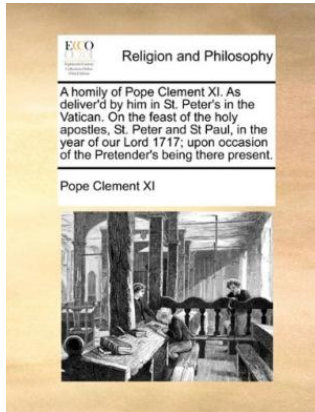 ECCO
Religion and Philosophy
A homily of Pope Clement XI. As
deliver'd by him in St. Peter's in the
Vatican. On the feast of the holy
apostles, St. Peter and St Paul, in the
year of our Lord 1717; upon occasion
of the Pretender's being there present.
Pope Clement XI